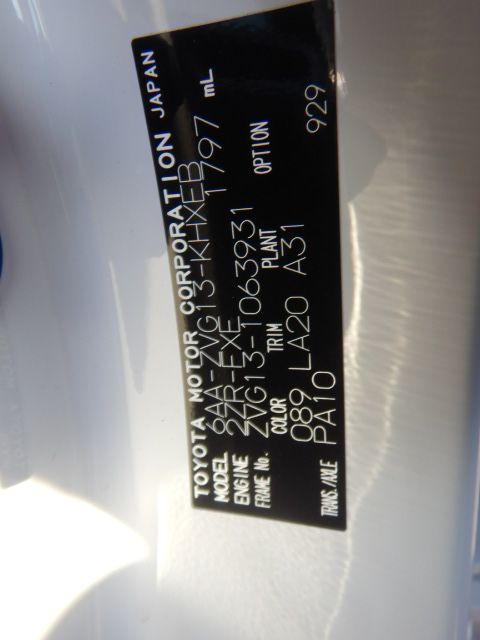 TOYOTA MOTOR CORPORATION JAPAN
MODEL 6AA-ZVG13-KHXEB
ENGINE 2ZR-FXE 1797 mL
FRAME No. ZVG13-1063931
COLOR TRIM PLANT OPTION
089 LA20 A31
TRANS./AXLE PA10 929